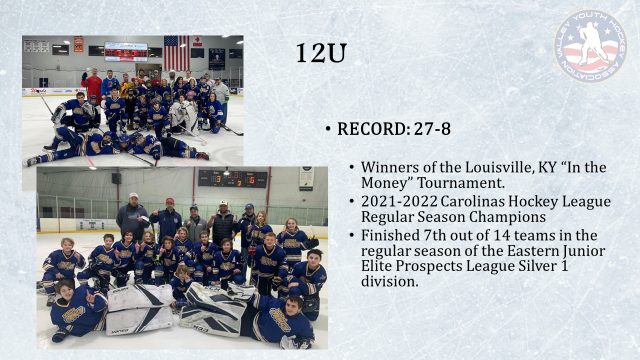 12U
VALLEY YOUTH HOCKEY ASSOCIATION
• RECORD: 27-8
• Winners of the Louisville, KY “In the
Money” Tournament.
• 2021-2022 Carolinas Hockey League
Regular Season Champions
• Finished 7th out of 14 teams in the
regular season of the Eastern Junior
Elite Prospects League Silver 1
division.